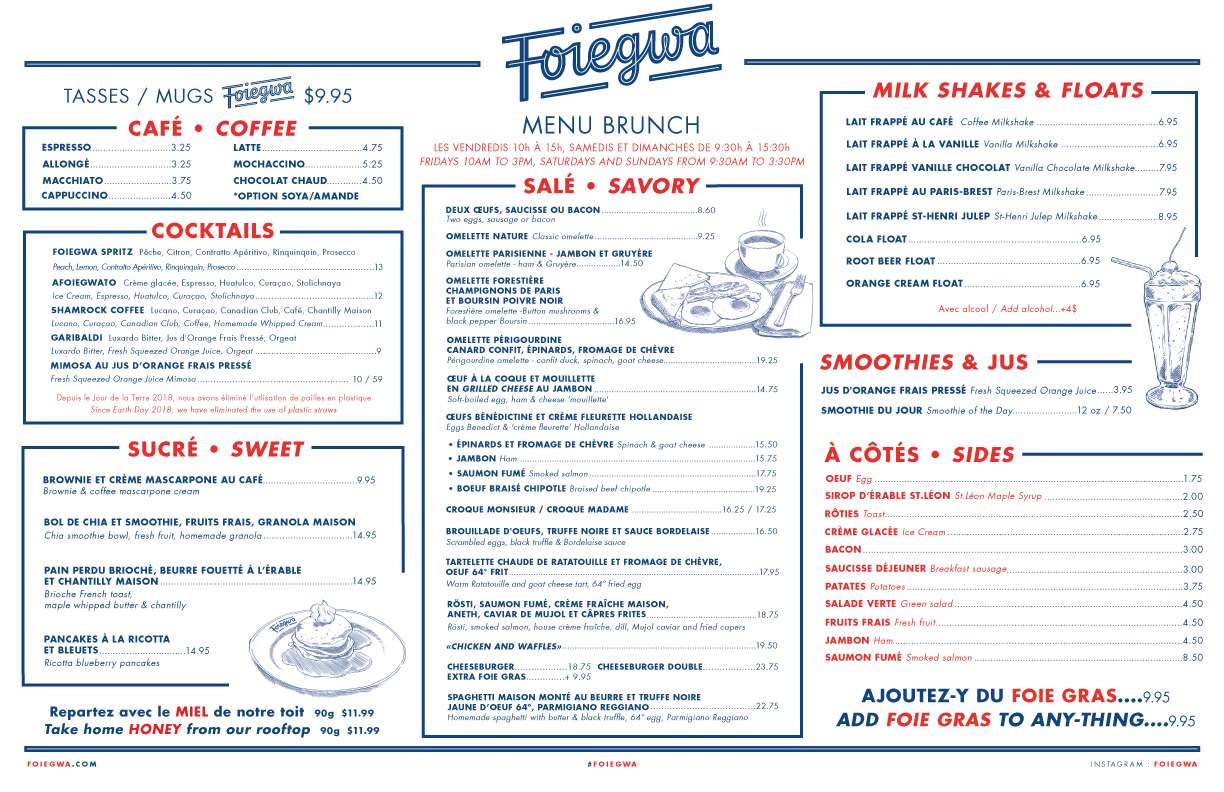 Foiegwa
TASSES / MUGS Foiegwa $9.95
CAFÉ • COFFEE
ESPRESSO......................3.25
ALLONGÉ.......................3.25
MACCHIATO...................3.75
CAPPUCCINO..................4.50
LATTE.............................4.75
MOCHACCINO................5.25
CHOCOLAT CHAUD...........4.50
*OPTION SOYA/AMANDE
COCKTAILS
FOIEGWA SPRITZ Pêche, Citron, Contratto Apéritivo, Rinquinquin, Prosecco
Peach, Lemon, Contratto Apéritivo, Rinquinquin, Prosecco.....................13
AFOIEGWATO Crème glacée, Espresso, Huatulco, Curaçao, Stolichnaya
Ice Cream, Espresso, Huatulco, Curaçao, Stolichnaya.....................12
SHAMROCK COFFEE Lucano, Curaçao, Canadian Club, Café, Chantilly Maison
Lucano, Curaçao, Canadian Club, Coffee, Homemade Whipped Cream...............11
GARIBALDI Luxardo Bitter, Jus d'Orange Frais Pressé, Orgeat
Luxardo Bitter, Fresh Squeezed Orange Juice, Orgeat.....................9
MIMOSA AU JUS D'ORANGE FRAIS PRESSÉ
Fresh Squeezed Orange Juice Mimosa.....................10 / 59
Depuis le Jour de la Terre 2018, nous avons éliminé l'utlisation de pailles en plastique
Since Earth Day 2018, we have eliminated the use of plastic straws
SUCRÉ • SWEET
BROWNIE ET CRÈME MASCARPONE AU CAFÉ.....................9.95
Brownie & coffee mascarpone cream
BOL DE CHIA ET SMOOTHIE, FRUITS FRAIS, GRANOLA MAISON
Chia smoothie bowl, fresh fruit, homemade granola.....................14.95
PAIN PERDU BRIOCHÉ, BEURRE FOUETTÉ À L'ÉRABLE
ET CHANTILLY MAISON.....................14.95
Brioche French toast,
maple whipped butter & chantilly
PANCAKES À LA RICOTTA
ET BLEUETS.....................14.95
Ricotta blueberry pancakes
Foiegwa
Repartez avec le MIEL de notre toit 90g $11.99
Take home HONEY from our rooftop 90g $11.99
MENU BRUNCH
LES VENDREDIS 10h À 15h, SAMEDIS ET DIMANCHES DE 9:30h À 15:30h
FRIDAYS 10AM TO 3PM, SATURDAYS AND SUNDAYS FROM 9:30AM TO 3:30PM
SALÉ • SAVORY
DEUX ŒUFS, SAUCISSE OU BACON.....................8.60
Two eggs, sausage or bacon
OMELETTE NATURE Classic omelette.....................9.25
OMELETTE PARISIENNE - JAMBON ET GRUYÈRE
Parisian omelette - ham & Gruyère.................14.50
OMELETTE FORESTIÈRE
CHAMPIGNONS DE PARIS
ET BOURSIN POIVRE NOIR
Forestière omelette -Button mushrooms &
black pepper Boursin.....................16.95
OMELETTE PÉRIGOURDINE
CANARD CONFIT, ÉPINARDS, FROMAGE DE CHÈVRE
Périgourdine omelette - confit duck, spinach, goat cheese.....................19.25
ŒUF À LA COQUE ET MOUILLETTE
EN GRILLED CHEESE AU JAMBON.....................14.75
Soft-boiled egg, ham & cheese 'mouillette'
ŒUFS BÉNÉDICTINE ET CRÈME FLEURETTE HOLLANDAISE
Eggs Benedict & 'crème fleurette' Hollandaise
• ÉPINARDS ET FROMAGE DE CHÈVRE Spinach & goat cheese .................15.50
• JAMBON Ham.....................15.75
• SAUMON FUMÉ Smoked salmon.....................17.75
• BOEUF BRAISÉ CHIPOTLE Braised beef chipotle.....................19.25
CROQUE MONSIEUR / CROQUE MADAME .....................16.25 / 17.25
BROUILLADE D'OEUFS, TRUFFE NOIRE ET SAUCE BORDELAISE..............16.50
Scrambled eggs, black truffle & Bordelaise sauce
TARTELETTE CHAUDE DE RATATOUILLE ET FROMAGE DE CHÈVRE,
OEUF 64° FRIT.....................17.95
Warm Ratatouille and goat cheese tart, 64° fried egg
RÖSTI, SAUMON FUMÉ, CRÈME FRAÎCHE MAISON,
ANETH, CAVIAR DE MUJOL ET CÂPRES FRITES.....................18.75
Rösti, smoked salmon, house crème fraîche, dill, Mujol caviar and fried capers
«CHICKEN AND WAFFLES».....................19.50
CHEESEBURGER................18.75 CHEESEBURGER DOUBLE................23.75
EXTRA FOIE GRAS.............+ 9.95
SPAGHETTI MAISON MONTÉ AU BEURRE ET TRUFFE NOIRE
JAUNE D'OEUF 64°, PARMIGIANO REGGIANO.....................22.75
Homemade spaghetti with butter & black truffle, 64° egg, Parmigiano Reggiano
MILK SHAKES & FLOATS
LAIT FRAPPÉ AU CAFÉ Coffee Milkshake.....................6.95
LAIT FRAPPÉ À LA VANILLE Vanilla Milkshake.....................6.95
LAIT FRAPPÉ VANILLE CHOCOLAT Vanilla Chocolate Milkshake........7.95
LAIT FRAPPÉ AU PARIS-BREST Paris-Brest Milkshake.....................7.95
LAIT FRAPPÉ ST-HENRI JULEP St-Henri Julep Milkshake.................8.95
COLA FLOAT.....................6.95
ROOT BEER FLOAT.....................6.95
ORANGE CREAM FLOAT.....................6.95
Avec alcool / Add alcohol...+4$
SMOOTHIES & JUS
JUS D'ORANGE FRAIS PRESSÉ Fresh Squeezed Orange Juice......3.95
SMOOTHIE DU JOUR Smoothie of the Day.....................12 oz / 7.50
À CÔTÉS • SIDES
OEUF Egg.....................1.75
SIROP D'ÉRABLE ST.LÉON St.Léon Maple Syrup .....................2.00
RÔTIES Toast.....................2.50
CRÈME GLACÉE Ice Cream.....................2.75
BACON.....................3.00
SAUCISSE DÉJEUNER Breakfast sausage.....................3.00
PATATES Potatoes.....................3.75
SALADE VERTE Green salad.....................4.50
FRUITS FRAIS Fresh fruit.....................4.50
JAMBON Ham.....................4.50
SAUMON FUMÉ Smoked salmon.....................8.50
AJOUTEZ-Y DU FOIE GRAS....9.95
ADD FOIE GRAS TO ANY-THING....9.95
FOIEGWA.COM
#FOIEGWA
INSTAGRAM : FOIEGWA